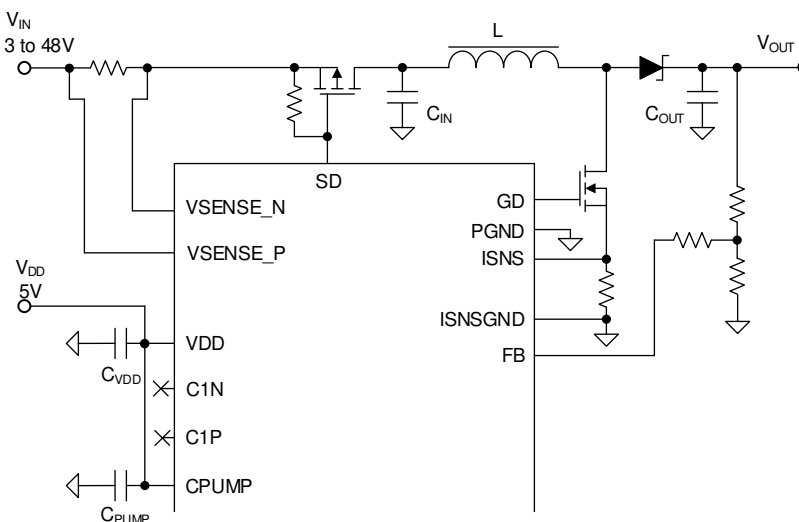 VIN
3 to 48V
L
VOUT
CIN
COUT
SD
GD
VSENSE_N
PGND
VSENSE_P
ISNS
VDD
5V
ISNSGND
VDD
FB
CVDD
C1N
C1P
CPUMP
CPUMP